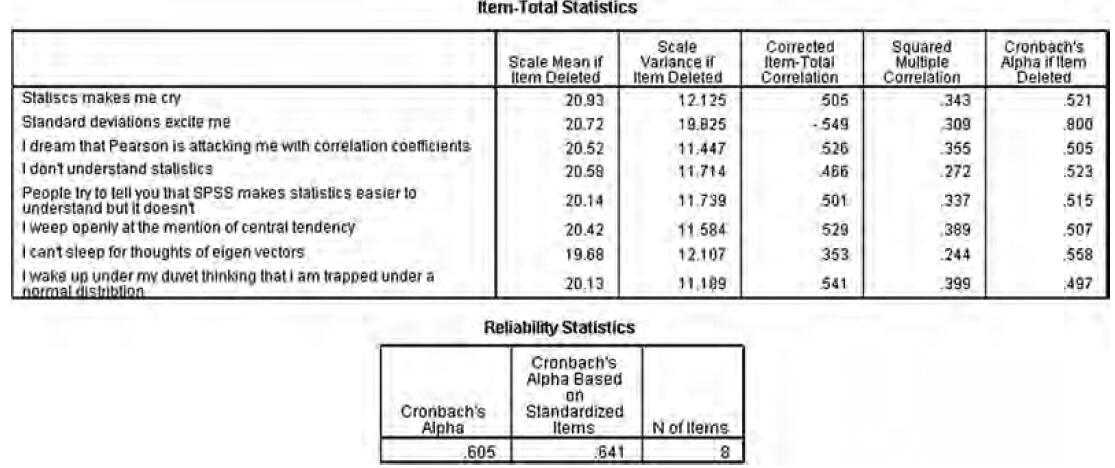 Item-Total Statistics
Scale Mean if Item Deleted Scale Variance if Item Deleted Corrected Item-Total Correlation Squared Multiple Correlation Cronbach's Alpha if Item Deleted
Statiscs makes me cry 20.93 12.125 .505 .343 .521
Standard deviations excite me 20.72 19.825 -.549 .309 .800
I dream that Pearson is attacking me with correlation coefficients 20.52 11.447 .526 .355 .505
I don't understand statistics 20.58 11.714 .466 .272 .523
People try to tell you that SPSS makes statistics easier to
understand but it doesn't 20.14 11.739 .501 .337 .515
I weep openly at the mention of central tendency 20.42 11.584 .529 .389 .507
I can't sleep for thoughts of eigen vectors 19.68 12.107 .353 .244 .558
I wake up under my duvet thinking that I am trapped under a
normal distribtion 20.13 11.189 .541 .399 .497
Reliability Statistics
Cronbach's Alpha Cronbach's Alpha Based on Standardized Items N of Items
.605 .641 8